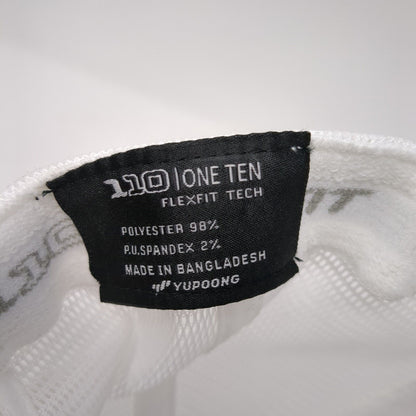 110 | ONE TEN
FLEXFIT TECH
POLYESTER 98%
P.U.SPANDEX 2%
MADE IN BANGLADESH
YUPOONG